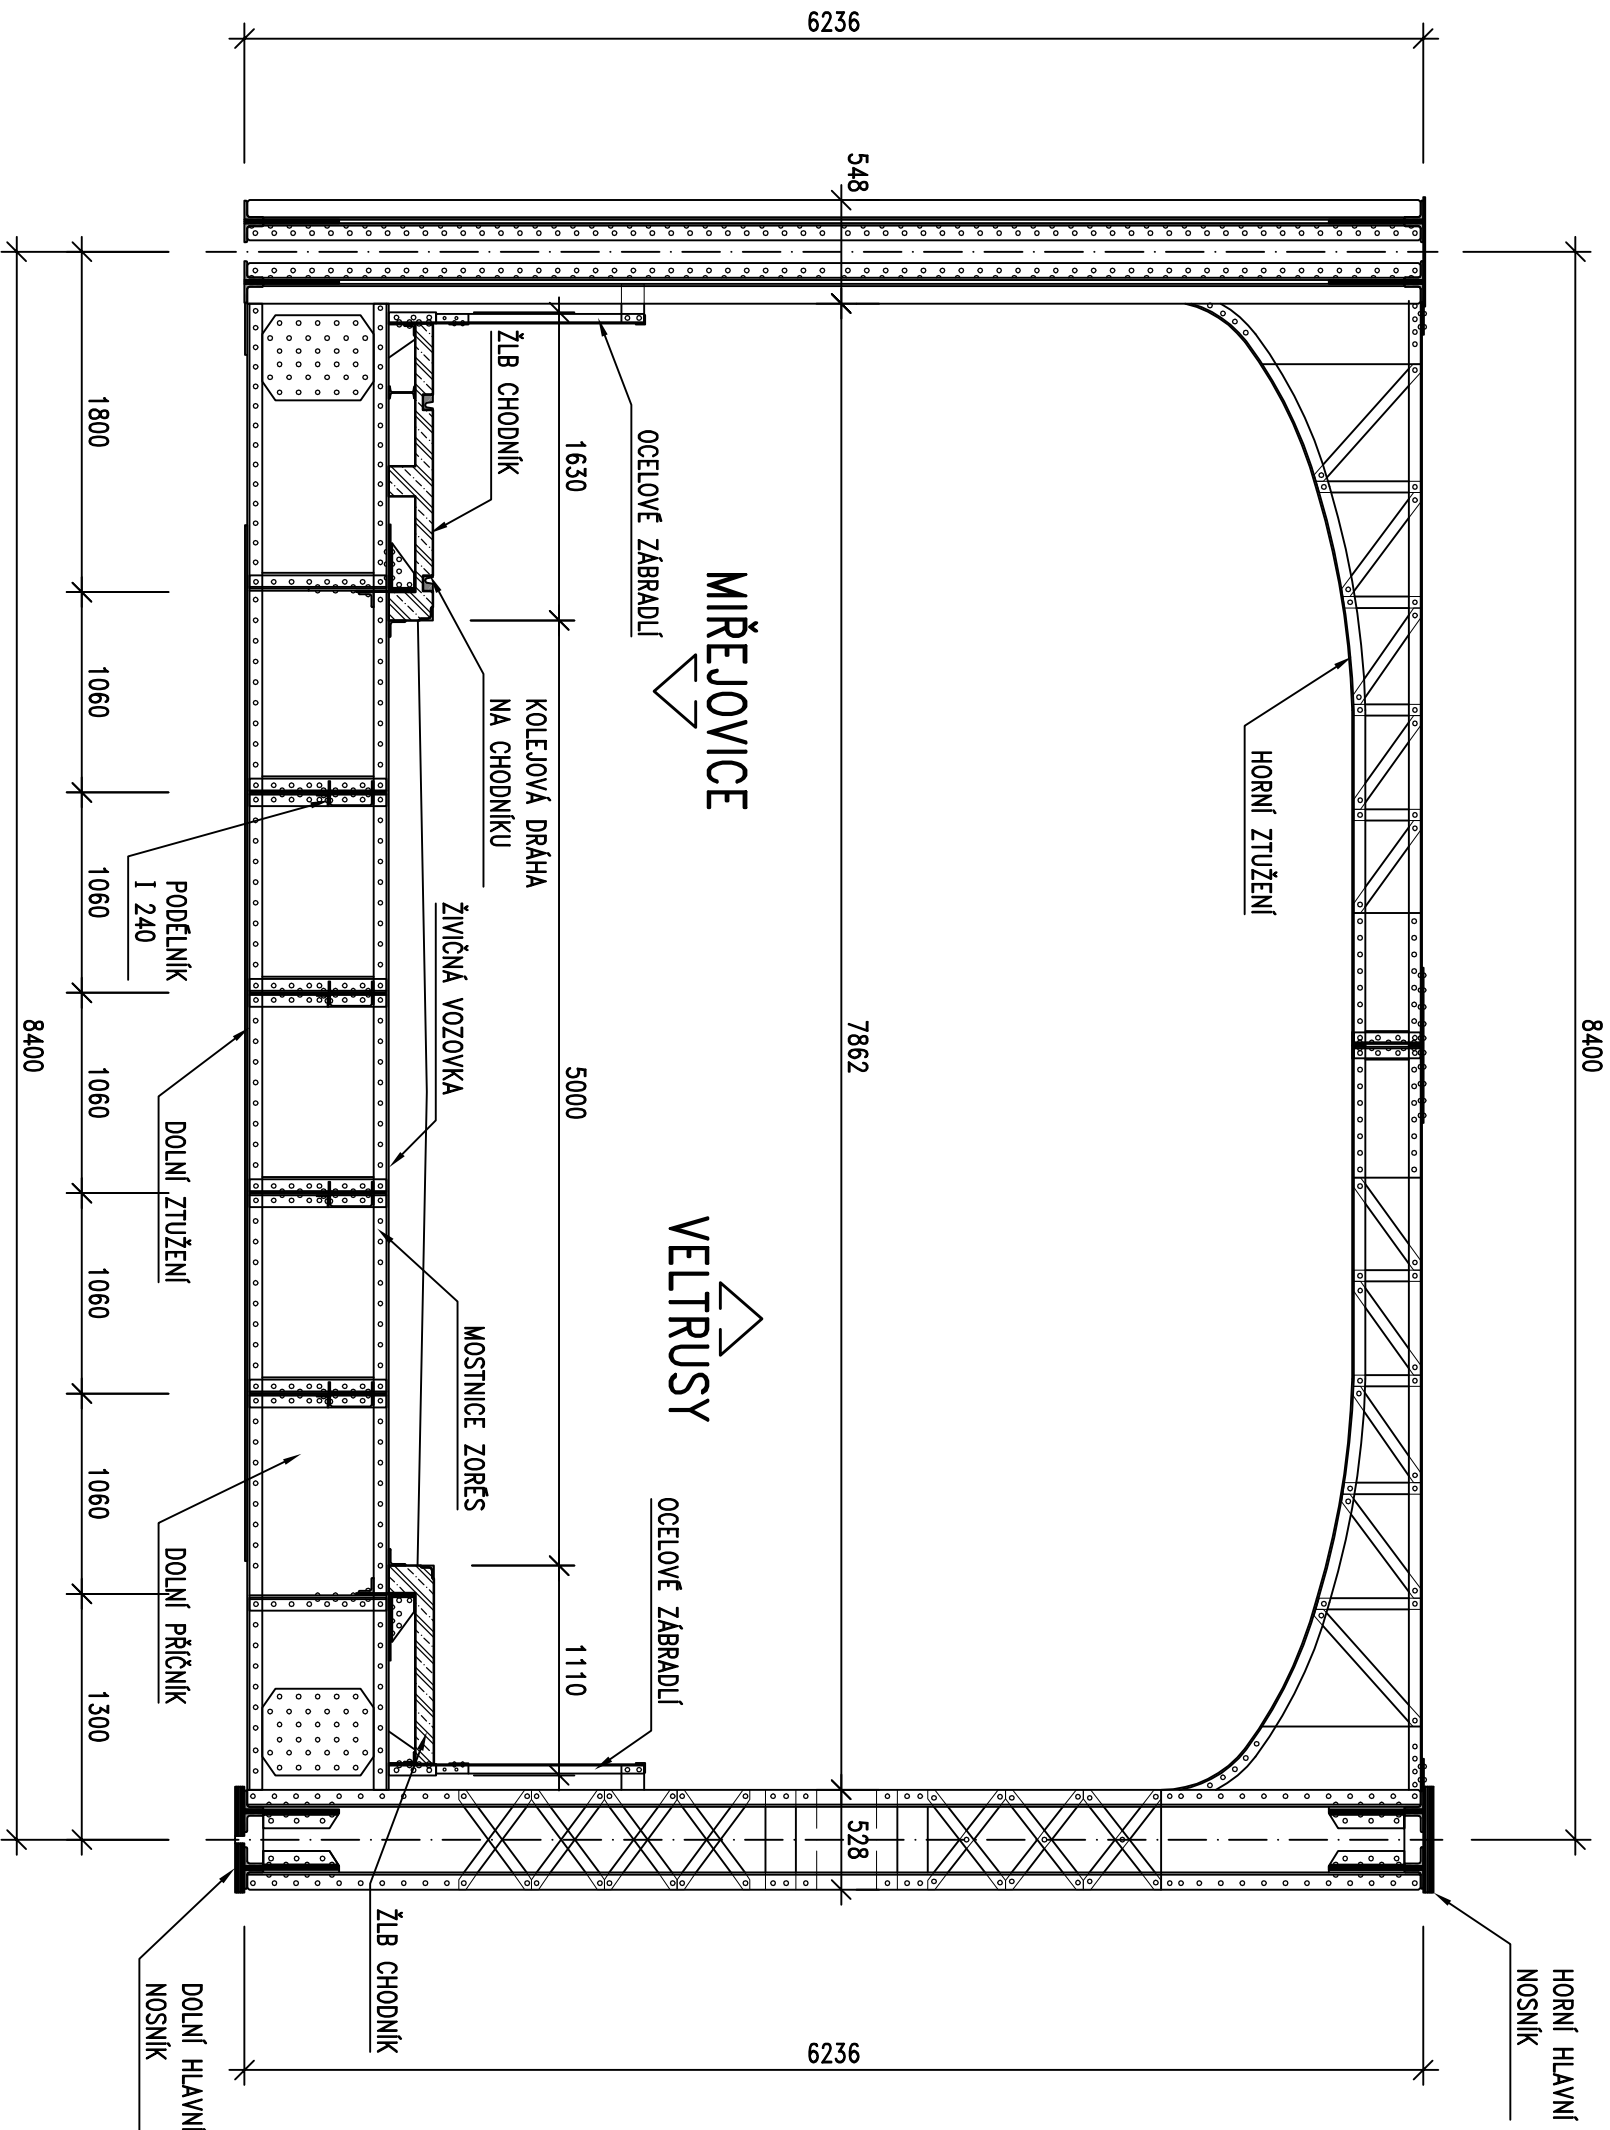 8400
HORNÍ HLAVNÍ
NOSNÍK
HORNÍ ZTUŽENÍ
6236
548
7862
528
6236
MIŘEJOVICE
VELTRUSY
OCELOVÉ ZÁBRADLÍ
OCELOVÉ ZÁBRADLÍ
1630
5000
1110
ŽLB CHODNÍK
KOLEJOVÁ DRÁHA
NA CHODNÍKU
ŽIVIČNÁ VOZOVKA
MOSTNICE ZORÉS
ŽLB CHODNÍK
PODÉLNÍK
I 240
DOLNÍ ZTUŽENÍ
DOLNÍ PŘÍČNÍK
DOLNÍ HLAVNÍ
NOSNÍK
1800
1060
1060
1060
1060
1060
1300
8400